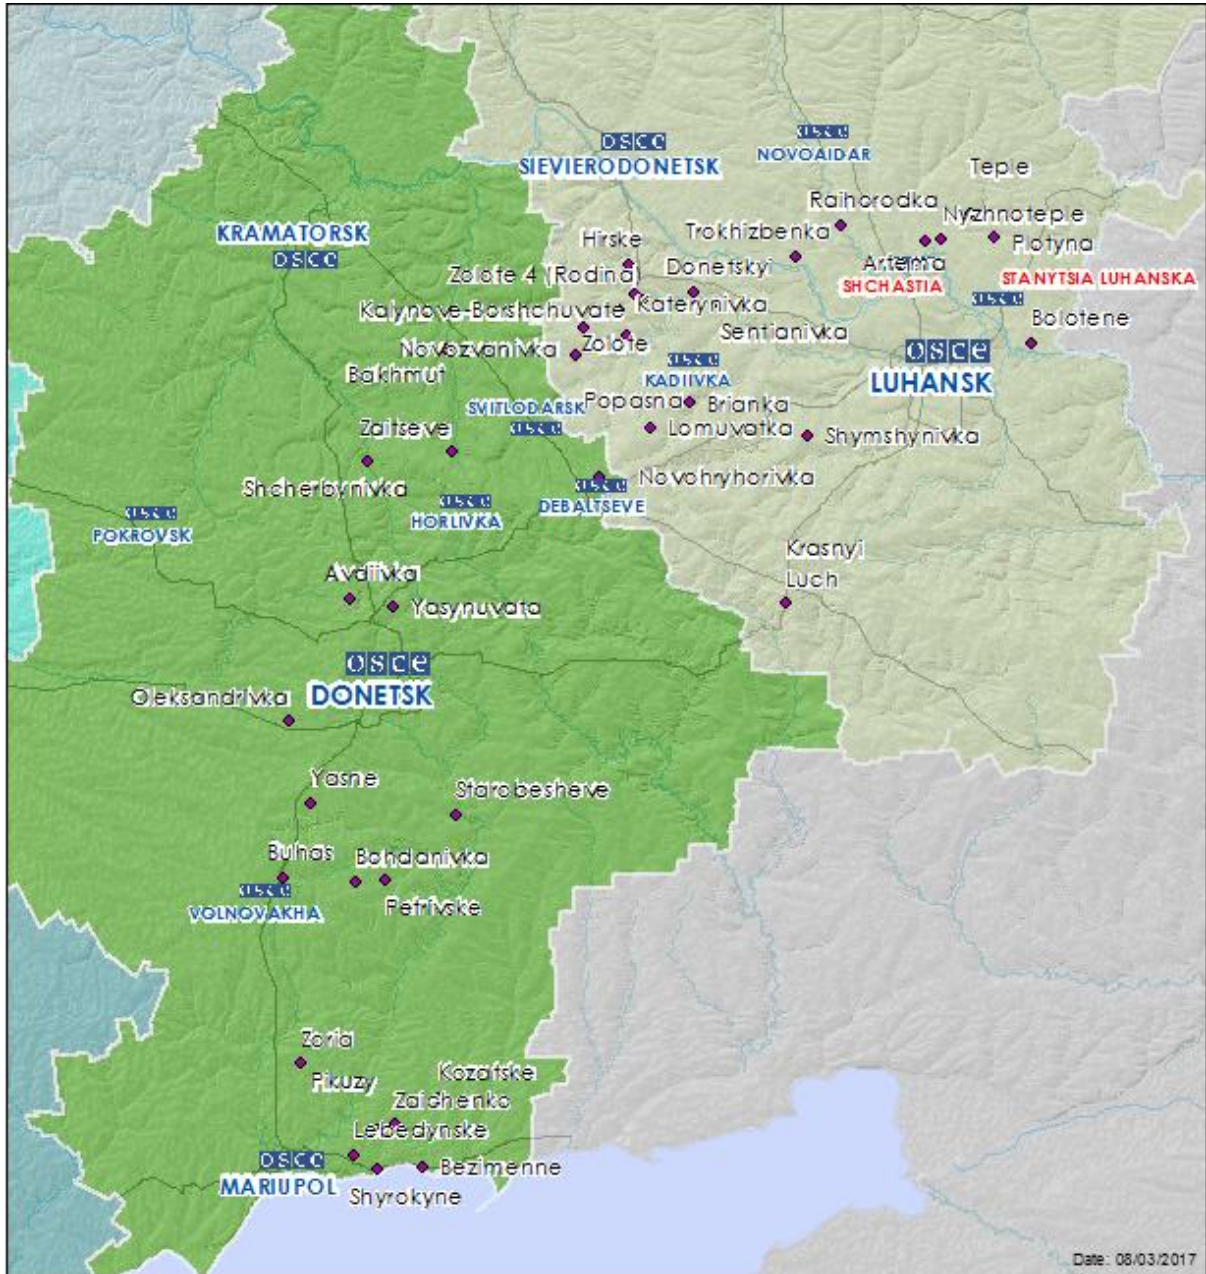 OSCE
NOVOAIDAR
OSCE
SIEVIERODONETSK
Teple
Raihorodka
Nyzhnoteple
KRAMATORSK
OSCE
Hirske
Trokhizbenka
Plotyna
Artema
Zolote 4 (Rodina)
Donetskyi
SHCHASTIA
STANYTSIA LUHANSKA
OSCE
Kalynove-Borshchuvate
Katerynivka
Bolotene
Sentianivka
Novozvanivka
Zolote
OSCE
LUHANSK
OSCE
KADIIVKA
Bakhmut
SVITLODARSK
OSCE
Popasna
Brianka
Zaitseve
Lomuvatka
Shymshynivka
Shcherbynivka
Novohryhorivka
OSCE
DEBALTSEVE
OSCE
HORLIVKA
OSCE
POKROVSK
Krasnyi
Luch
Avdiivka
Yasynuvata
OSCE
DONETSK
Oleksandrivka
Yasne
Starobesheve
Buhas
Bohdanivka
OSCE
VOLNOVAKHA
Petrivske
Zoria
Pikuzy
Kozatske
Zaichenko
Lebedynske
OSCE
MARIUPOL
Bezimenne
Shyrokyne
Date: 08/03/2017